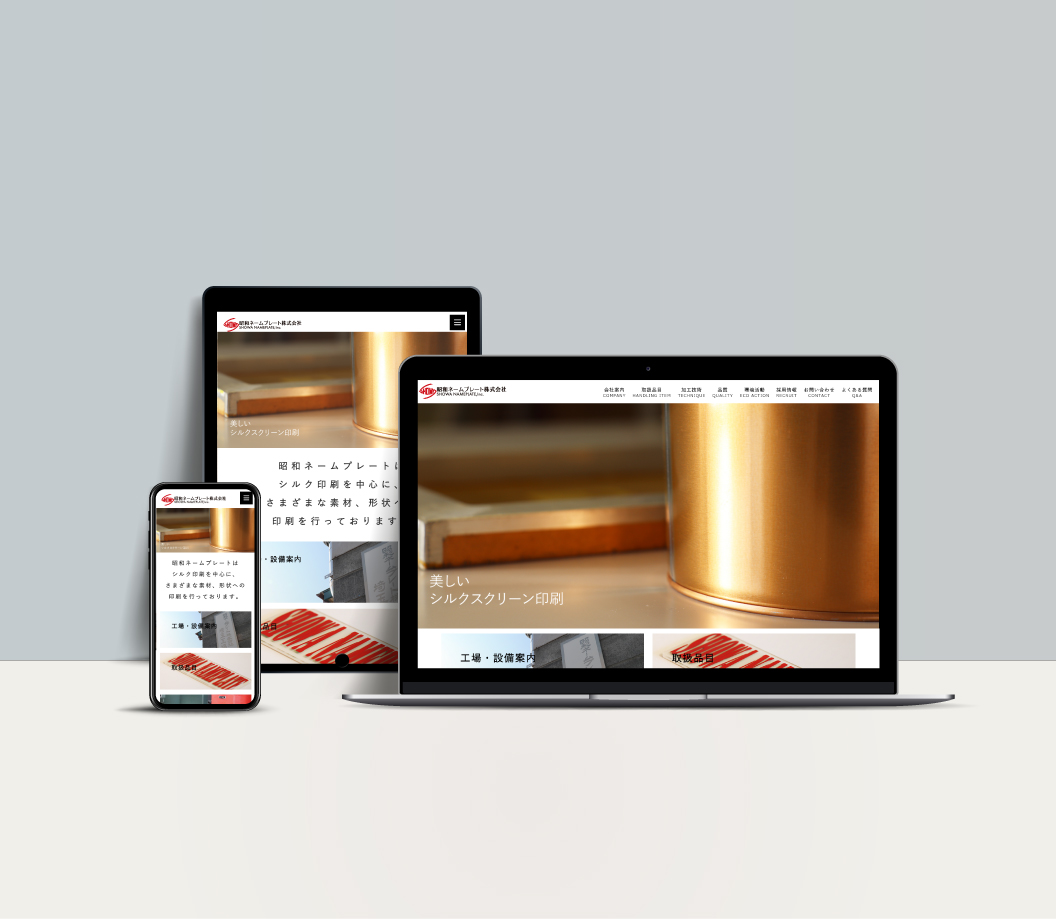 昭和ネームプレート株式会社
SHOWA NAMEPLATE,Inc.
美しい
シルクスクリーン印刷
昭和ネームプレートに
シルク印刷を中心に、
さまざまな素材、形状へ
印刷を行っております
・設備案内
品目
昭和ネームプレート株式会社
SHOWA NAMEPLATE,Inc.
会社案内 取扱品目 加工技術 品質 環境活動 採用情報 お問い合わせ よくある質問
COMPANY HANDLING ITEM TECHNIQUE QUALITY ECO ACTION RECRUIT CONTACT Q&A
美しい
シルクスクリーン印刷
工場・設備案内
取扱品目
昭和ネームプレート株式会社
SHOWA NAMEPLATE,Inc.
昭和ネームプレートは
シルク印刷を中心に、
さまざまな素材、形状への
印刷を行っております。
工場・設備案内
取扱品目